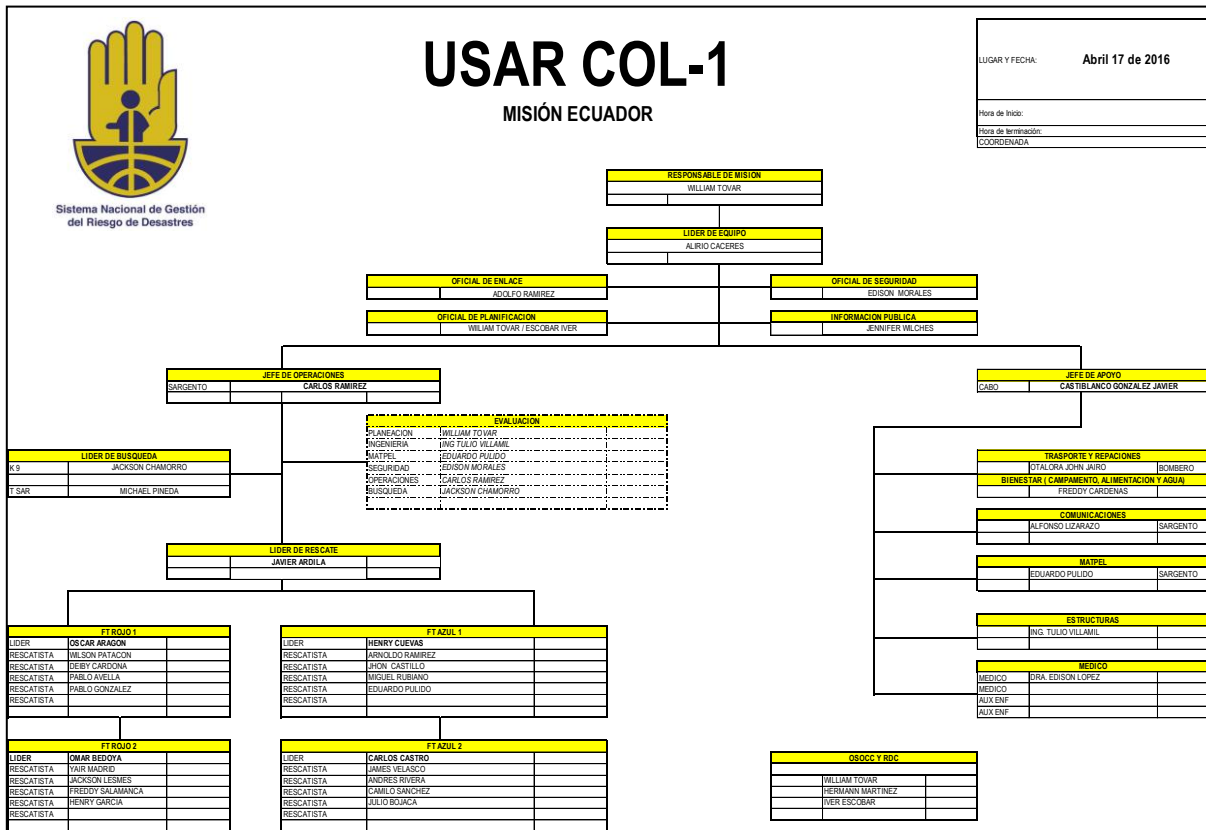 USAR COL-1
MISIÓN ECUADOR
LUGAR Y FECHA: Abril 17 de 2016
Hora de Inicio:
Hora de terminación:
COORDENADA
Sistema Nacional de Gestión
del Riesgo de Desastres
RESPONSABLE DE MISION
WILLIAM TOVAR
LIDER DE EQUIPO
ALIRIO CACERES
OFICIAL DE ENLACE
ADOLFO RAMIREZ
OFICIAL DE SEGURIDAD
EDISON MORALES
OFICIAL DE PLANIFICACION
WILIAM TOVAR / ESCOBAR IVER
INFORMACION PUBLICA
JENNIFER WILCHES
JEFE DE OPERACIONES
SARGENTO CARLOS RAMIREZ
JEFE DE APOYO
CABO CASTIBLANCO GONZALEZ JAVIER
EVALUACION
PLANEACION WILLIAM TOVAR
INGENIERIA ING TULIO VILLAMIL
MATPEL EDUARDO PULIDO
SEGURIDAD EDISON MORALES
OPERACIONES CARLOS RAMIREZ
BUSQUEDA JACKSON CHAMORRO
LIDER DE BUSQUEDA
K 9 JACKSON CHAMORRO
T SAR MICHAEL PINEDA
TRASPORTE Y REPACIONES
OTALORA JOHN JAIRO BOMBERO
BIENESTAR ( CAMPAMENTO, ALIMENTACION Y AGUA)
FREDDY CARDENAS
COMUNICACIONES
ALFONSO LIZARAZO SARGENTO
MATPEL
EDUARDO PULIDO SARGENTO
ESTRUCTURAS
ING. TULIO VILLAMIL
MEDICO
MEDICO DRA. EDISON LOPEZ
MEDICO
AUX ENF
AUX ENF
LIDER DE RESCATE
JAVIER ARDILA
FT ROJO 1
LIDER OSCAR ARAGON
RESCATISTA WILSON PATACON
RESCATISTA DEIBY CARDONA
RESCATISTA PABLO AVELLA
RESCATISTA PABLO GONZALEZ
RESCATISTA
FT AZUL 1
LIDER HENRY CUEVAS
RESCATISTA ARNOLDO RAMIREZ
RESCATISTA JHON CASTILLO
RESCATISTA MIGUEL RUBIANO
RESCATISTA EDUARDO PULIDO
RESCATISTA
FT ROJO 2
LIDER OMAR BEDOYA
RESCATISTA YAIR MADRID
RESCATISTA JACKSON LESMES
RESCATISTA FREDDY SALAMANCA
RESCATISTA HENRY GARCIA
RESCATISTA
FT AZUL 2
LIDER CARLOS CASTRO
RESCATISTA JAMES VELASCO
RESCATISTA ANDRES RIVERA
RESCATISTA CAMILO SANCHEZ
RESCATISTA JULIO BOJACA
RESCATISTA
OSOCC Y RDC
WILLIAM TOVAR
HERMANN MARTINEZ
IVER ESCOBAR